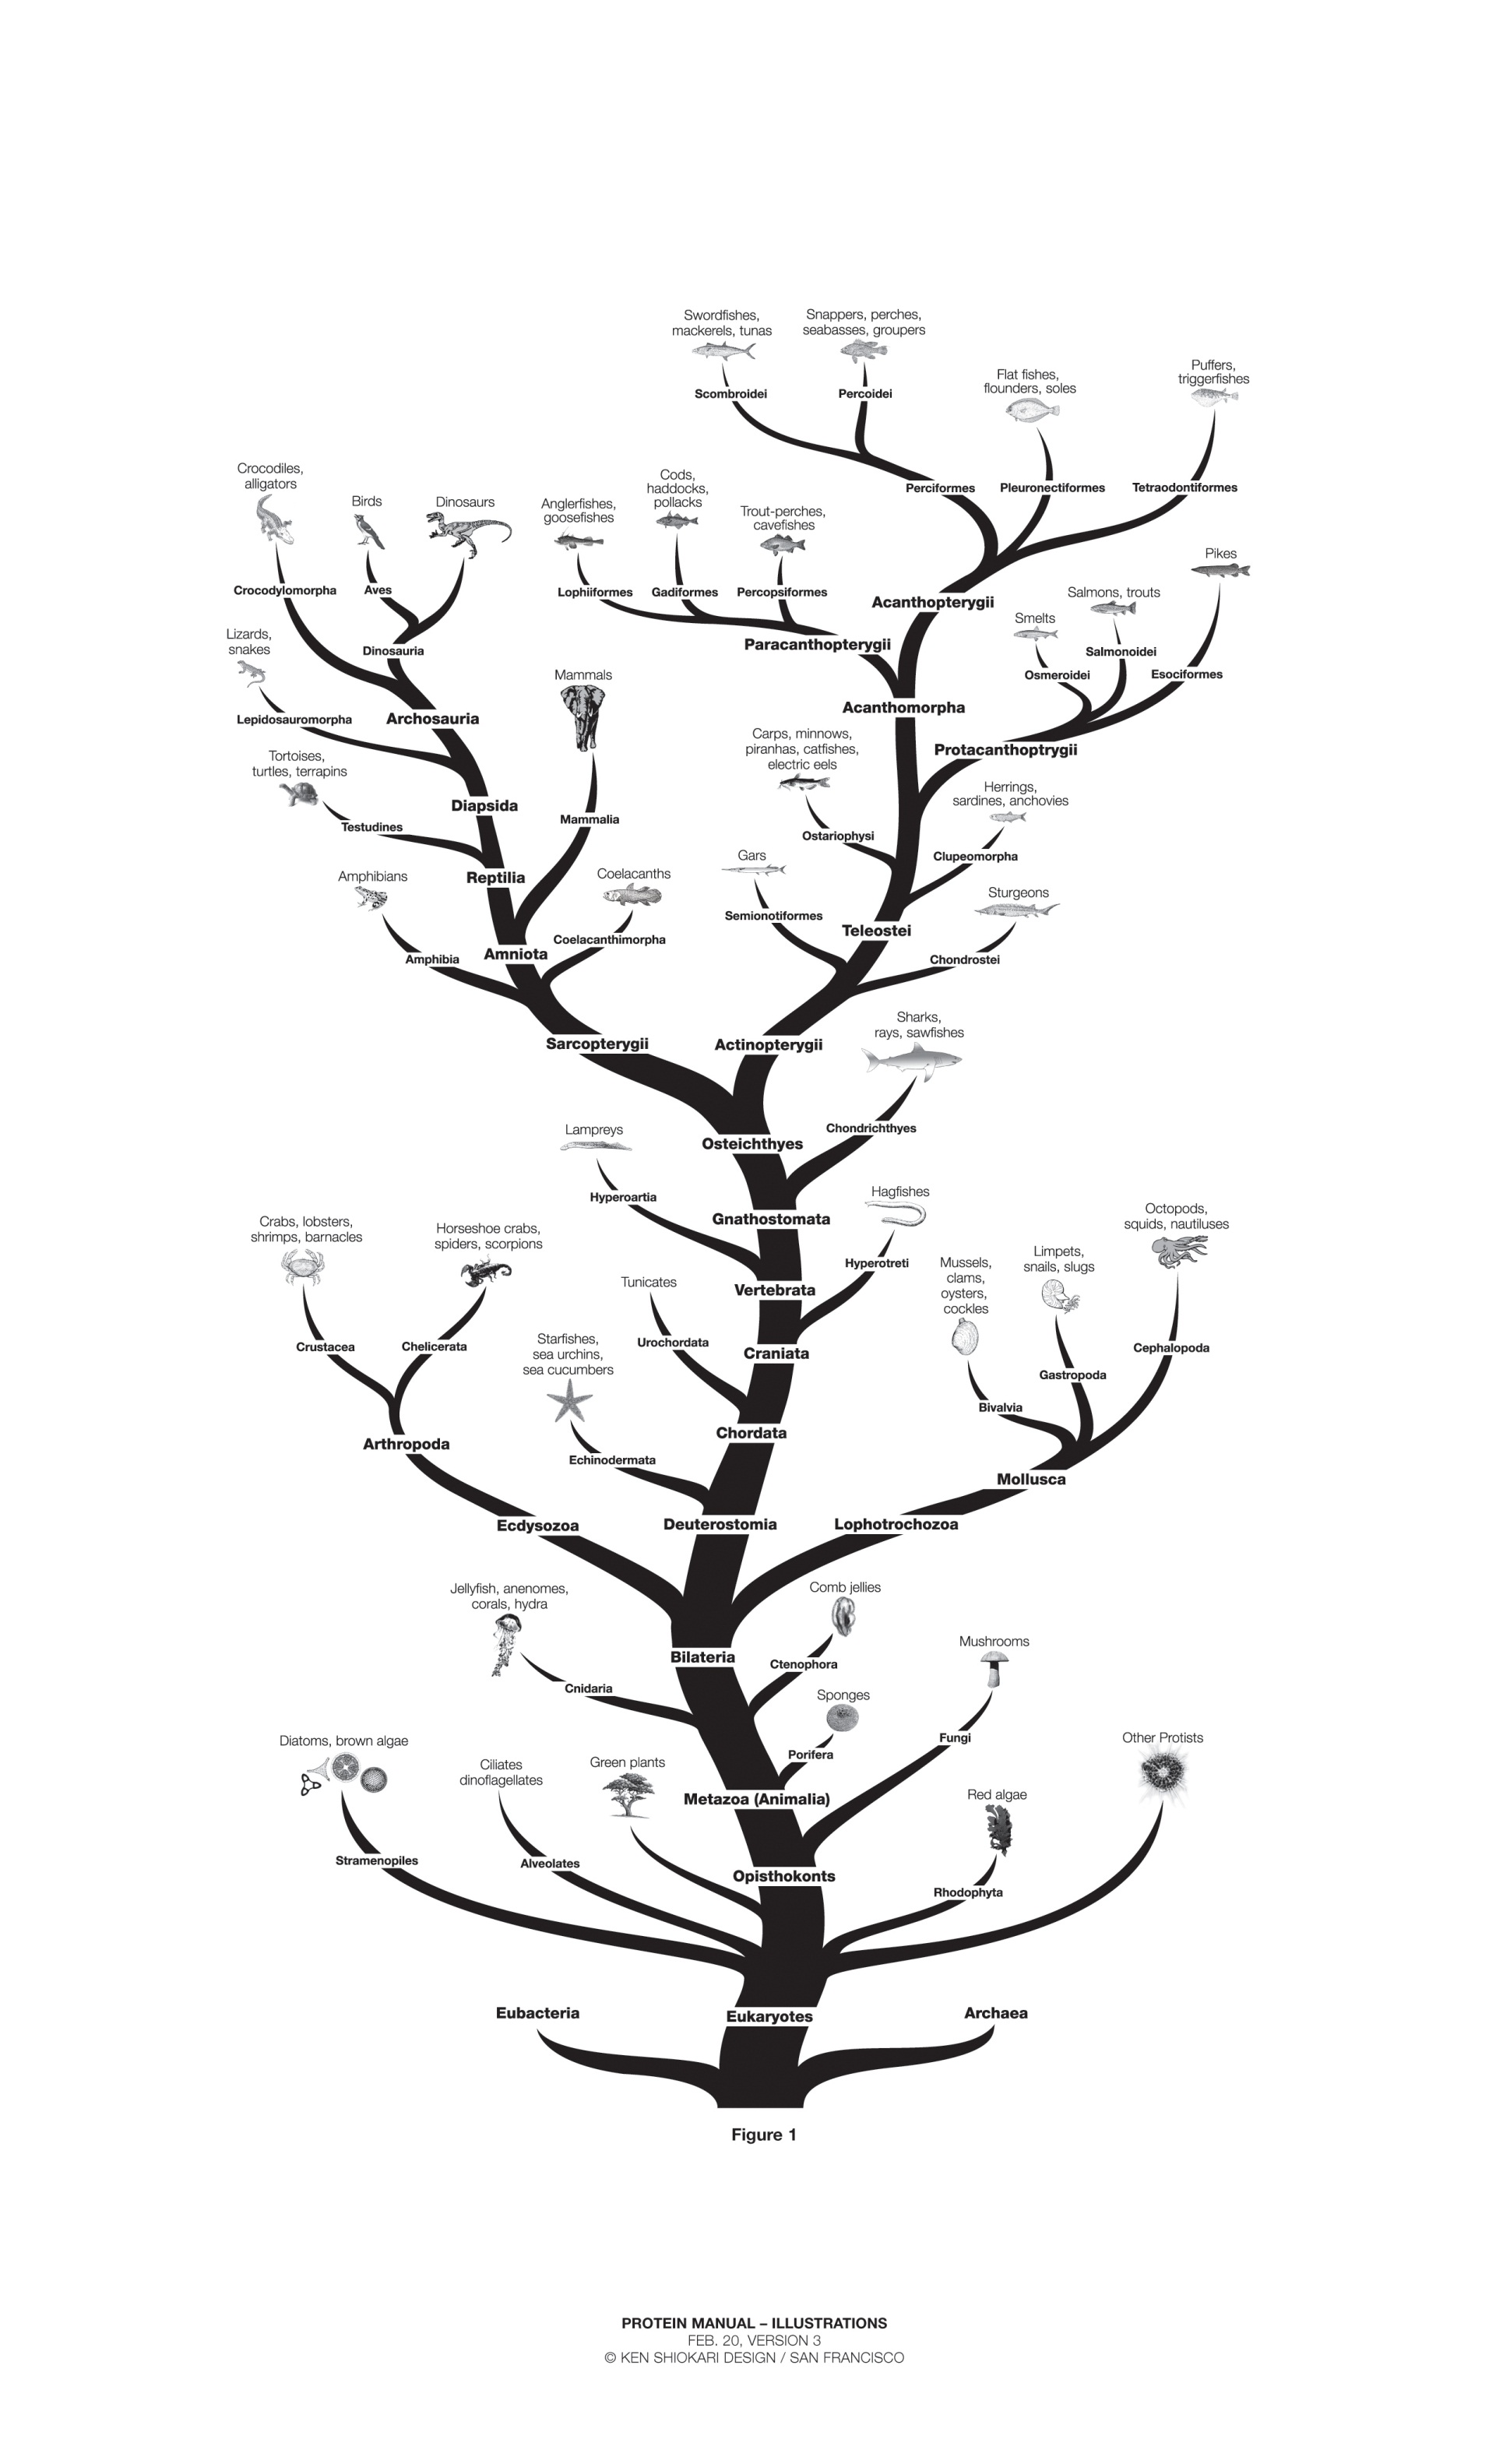 Swordfishes,
mackerels, tunas
Snappers, perches,
seabasses, groupers
Scombroidei
Percoidei
Flat fishes,
flounders, soles
Puffers,
triggerfishes
Perciformes
Pleuronectiformes
Tetraodontiformes
Crocodiles,
alligators
Birds
Dinosaurs
Anglerfishes,
goosefishes
Cods,
haddocks,
pollacks
Trout-perches,
cavefishes
Pikes
Crocodylomorpha
Aves
Lophiiformes
Gadiformes
Percopsiformes
Acanthopterygii
Salmons, trouts
Smelts
Lizards,
snakes
Dinosauria
Paracanthopterygii
Salmonoidei
Osmeroidei
Esociformes
Mammals
Lepidosauromorpha
Archosauria
Acanthomorpha
Protacanthoptrygii
Tortoises,
turtles, terrapins
Carps, minnows,
piranhas, catfishes,
electric eels
Herrings,
sardines, anchovies
Diapsida
Testudines
Mammalia
Ostariophysi
Clupeomorpha
Amphibians
Reptilia
Coelacanths
Gars
Sturgeons
Semionotiformes
Teleostei
Amphibia
Amniota
Coelacanthimorpha
Chondrostei
Sarcopterygii
Actinopterygii
Sharks,
rays, sawfishes
Lampreys
Osteichthyes
Chondrichthyes
Hyperoartia
Gnathostomata
Hagfishes
Crabs, lobsters,
shrimps, barnacles
Horseshoe crabs,
spiders, scorpions
Octopods,
squids, nautiluses
Limpets,
snails, slugs
Mussels,
clams,
oysters,
cockles
Tunicates
Vertebrata
Hyperotreti
Crustacea
Chelicerata
Starfishes,
sea urchins,
sea cucumbers
Urochordata
Craniata
Cephalopoda
Gastropoda
Bivalvia
Arthropoda
Echinodermata
Chordata
Mollusca
Ecdysozoa
Deuterostomia
Lophotrochozoa
Jellyfish, anenomes,
corals, hydra
Comb jellies
Mushrooms
Bilateria
Ctenophora
Cnidaria
Sponges
Diatoms, brown algae
Ciliates
dinoflagellates
Green plants
Porifera
Fungi
Other Protists
Metazoa (Animalia)
Red algae
Stramenopiles
Alveolates
Opisthokonts
Rhodophyta
Eubacteria
Eukaryotes
Archaea
Figure 1
PROTEIN MANUAL – ILLUSTRATIONS
FEB. 20, VERSION 3
© KEN SHIOKARI DESIGN / SAN FRANCISCO